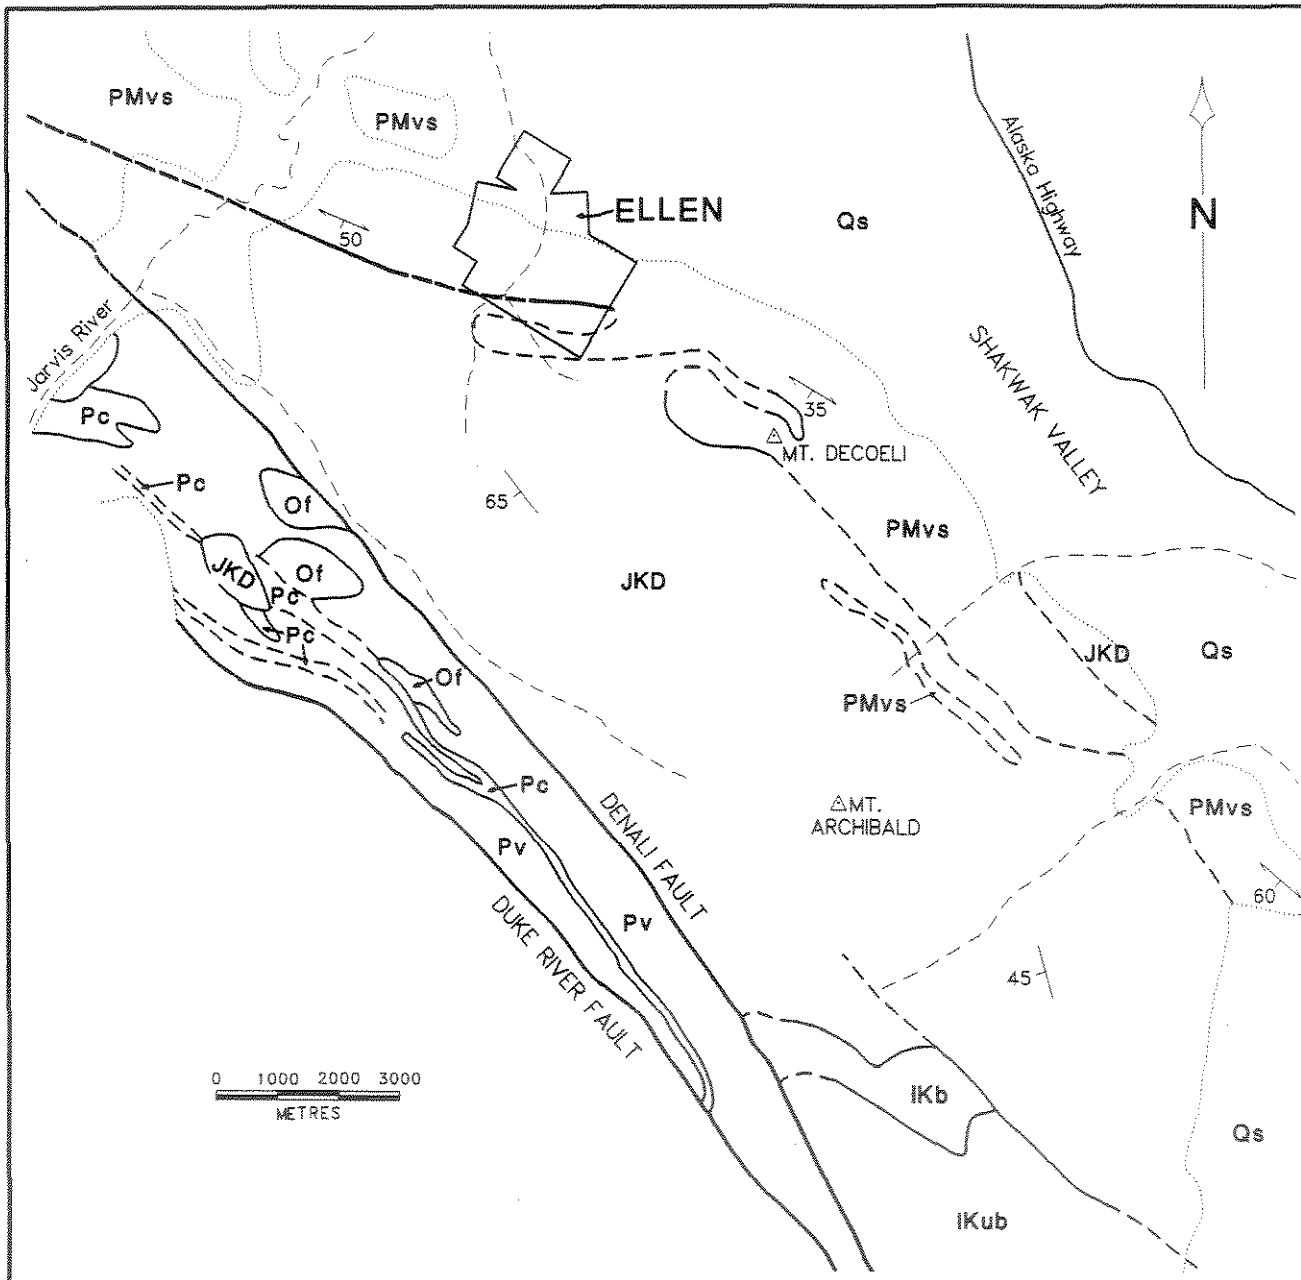 PMvs
PMvs
Alaska Highway
50
ELLEN
Qs
N
Jarvis River
SHAKWAK VALLEY
Pc
35
MT. DECOELI
Pc
Of
65
PMvs
JKD
Of
JKD
Pc
Pc
JKD
Qs
Of
PMvs
Pc
MT.
ARCHIBALD
PMvs
Pv
DENALI FAULT
60
Pv
DUKE RIVER FAULT
45
0 1000 2000 3000
METRES
IKb
Qs
IKub